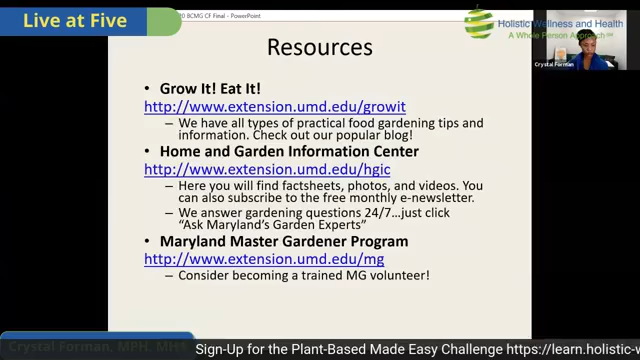 Live at Five
20 BCMG CF Final - PowerPoint
Holistic Wellness and Health
A Whole Person Approach
Crystal Forman
Resources
• Grow It! Eat It!
http://www.extension.umd.edu/growit
– We have all types of practical food gardening tips and
information. Check out our popular blog!
• Home and Garden Information Center
http://www.extension.umd.edu/hgic
– Here you will find factsheets, photos, and videos. You
can also subscribe to the free monthly e-newsletter.
– We answer gardening questions 24/7...just click
"Ask Maryland's Garden Experts"
• Maryland Master Gardener Program
http://www.extension.umd.edu/mg
– Consider becoming a trained MG volunteer!
Crystal Forman, MPH,
Sign-Up for the Plant-Based Made Easy Challenge https://learn.holistic-w